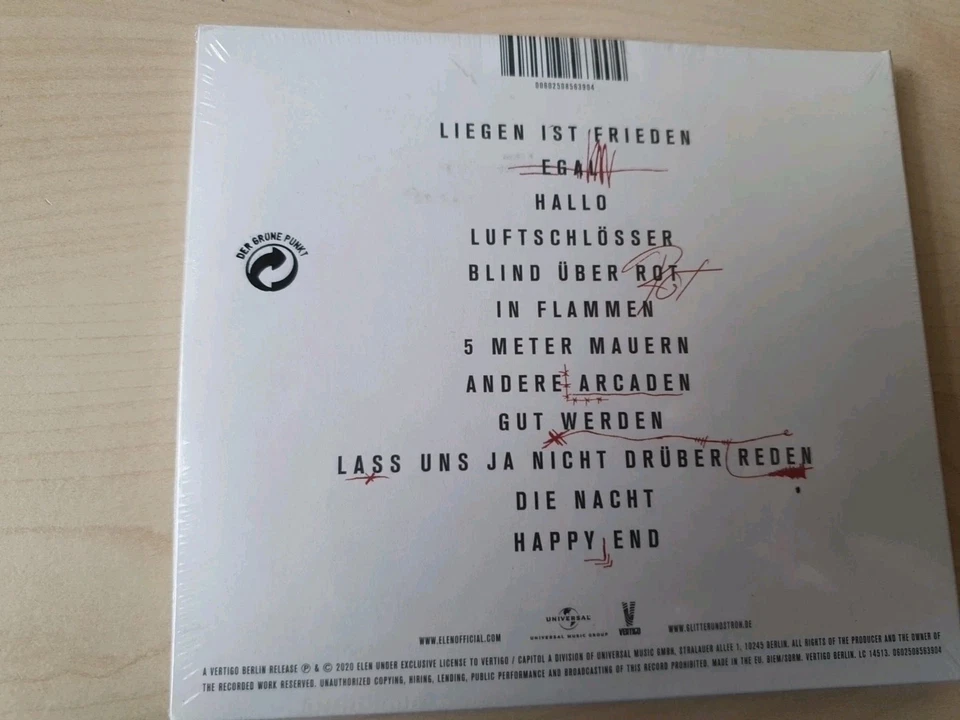 00602508563904
LIEGEN IST FRIEDEN
EGAL
HALLO
LUFTSCHLÖSSER
DER GRÜNE PUNKT
BLIND ÜBER ROT
Rot
IN FLAMMEN
5 METER MAUERN
ANDERE ARCADEN
GUT WERDEN
LASS UNS JA NICHT DRÜBER REDEN
DIE NACHT
HAPPY END
WWW.ELENOFFICIAL.COM
UNIVERSAL
UNIVERSAL MUSIC GROUP
VERTIGO
WWW.GLITTERUNDSTROH.DE
A VERTIGO BERLIN RELEASE ℗ & © 2020 ELEN UNDER EXCLUSIVE LICENSE TO VERTIGO / CAPITOL A DIVISION OF UNIVERSAL MUSIC GMBH, STRALAUER ALLEE 1, 10245 BERLIN. ALL RIGHTS OF THE PRODUCER AND THE OWNER OF
THE RECORDED WORK RESERVED. UNAUTHORIZED COPYING, HIRING, LENDING, PUBLIC PERFORMANCE AND BROADCASTING OF THIS RECORD PROHIBITED. MADE IN THE EU. BIEM/SDRM. VERTIGO BERLIN. LC 14513. 0602508563904